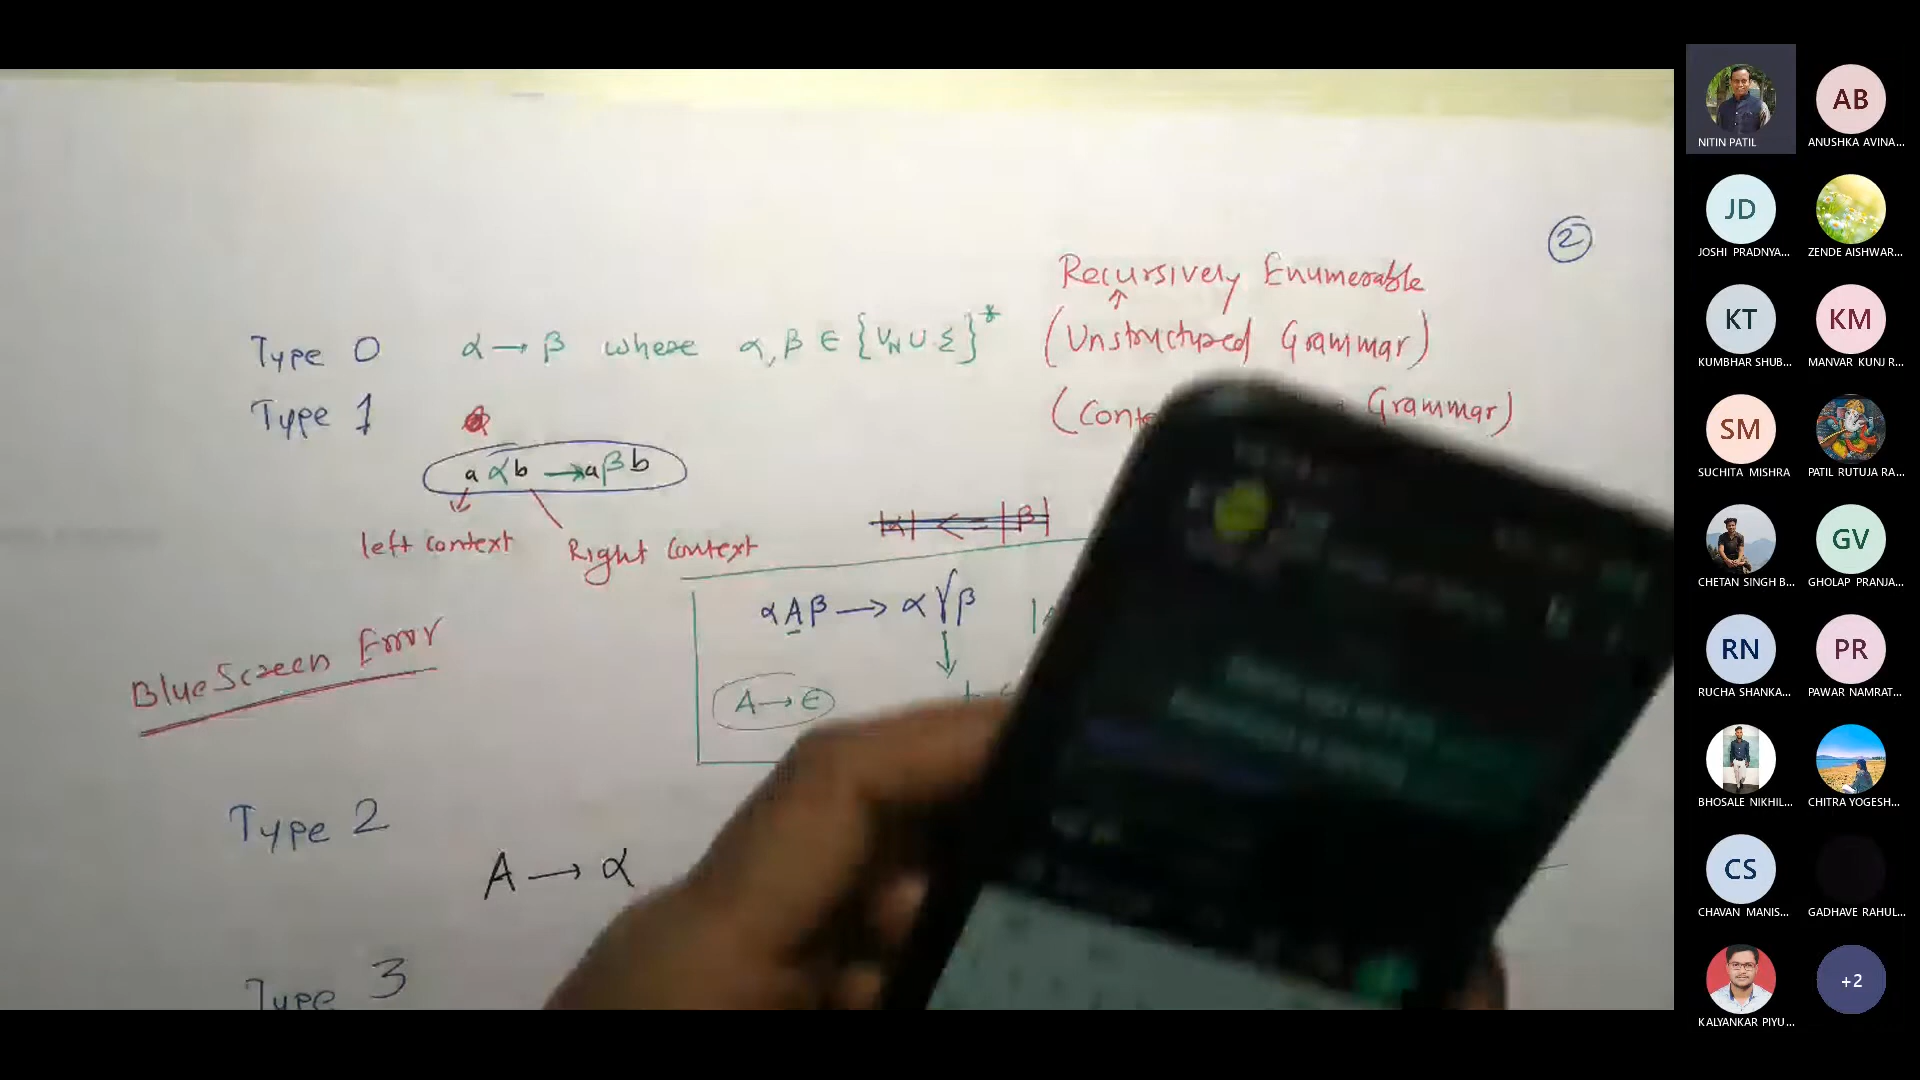 2
Recursively Enumerable
Type 0 α → β where α, β ∈ {V_N ∪ Σ}* (Unstructured Grammar)
Type 1 Grammar)
a α b → a β b
left context Right Context
α β
α A β → α γ β
Blue Screen Error
A → ϵ
Type 2
A → α
Type 3
NITIN PATIL
AB
ANUSHKA AVINA...
JD
JOSHI PRADNYA...
ZENDE AISHWAR...
KT
KUMBHAR SHUB...
KM
MANVAR KUNJ R...
SM
SUCHITA MISHRA
PATIL RUTUJA RA...
CHETAN SINGH B...
GV
GHOLAP PRANJA...
RN
RUCHA SHANKA...
PR
PAWAR NAMRAT...
BHOSALE NIKHIL...
CHITRA YOGESH...
CS
CHAVAN MANIS...
GADHAVE RAHUL...
KALYANKAR PIYU...
+2